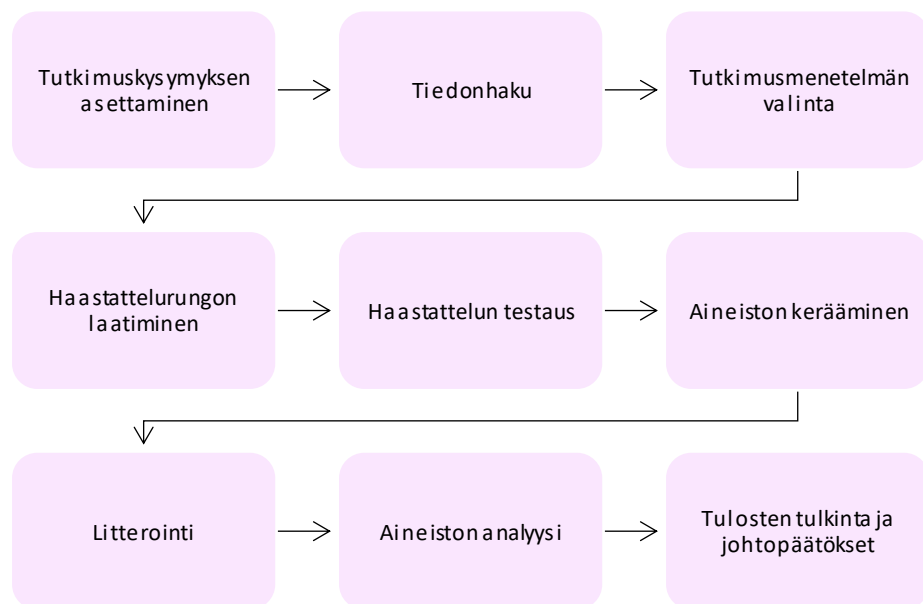 Tutkimuskysymyksen
asettaminen
Tiedonhaku
Tutkimusmenetelmän
valinta
Haastattelurungon
laatiminen
Haastattelun testaus
Aineiston kerääminen
Litterointi
Aineiston analyysi
Tulosten tulkinta ja
johtopäätökset